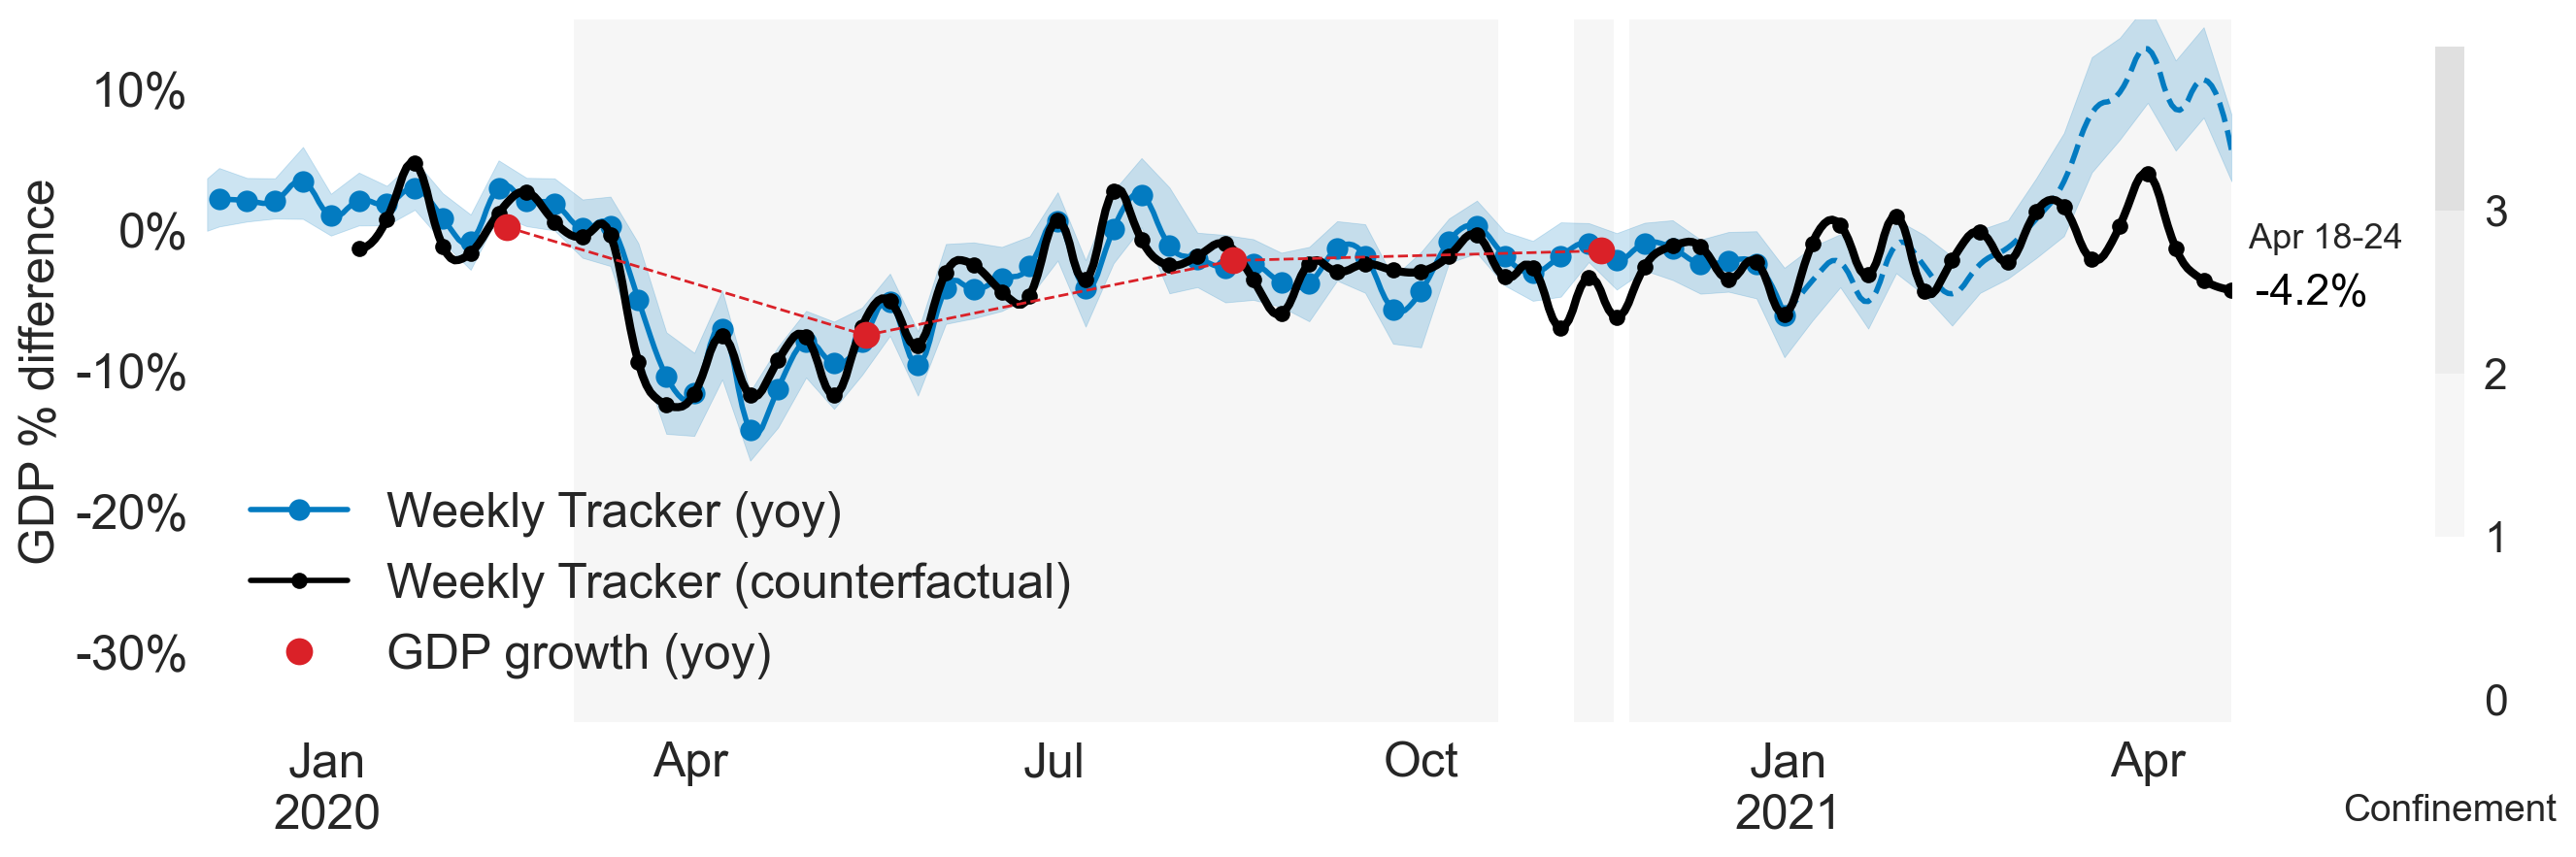 GDP % difference
10%
0%
-10%
-20%
-30%
Weekly Tracker (yoy)
Weekly Tracker (counterfactual)
GDP growth (yoy)
Jan
2020
Apr
Jul
Oct
Jan
2021
Apr
Apr 18-24
-4.2%
3
2
1
0
Confinement